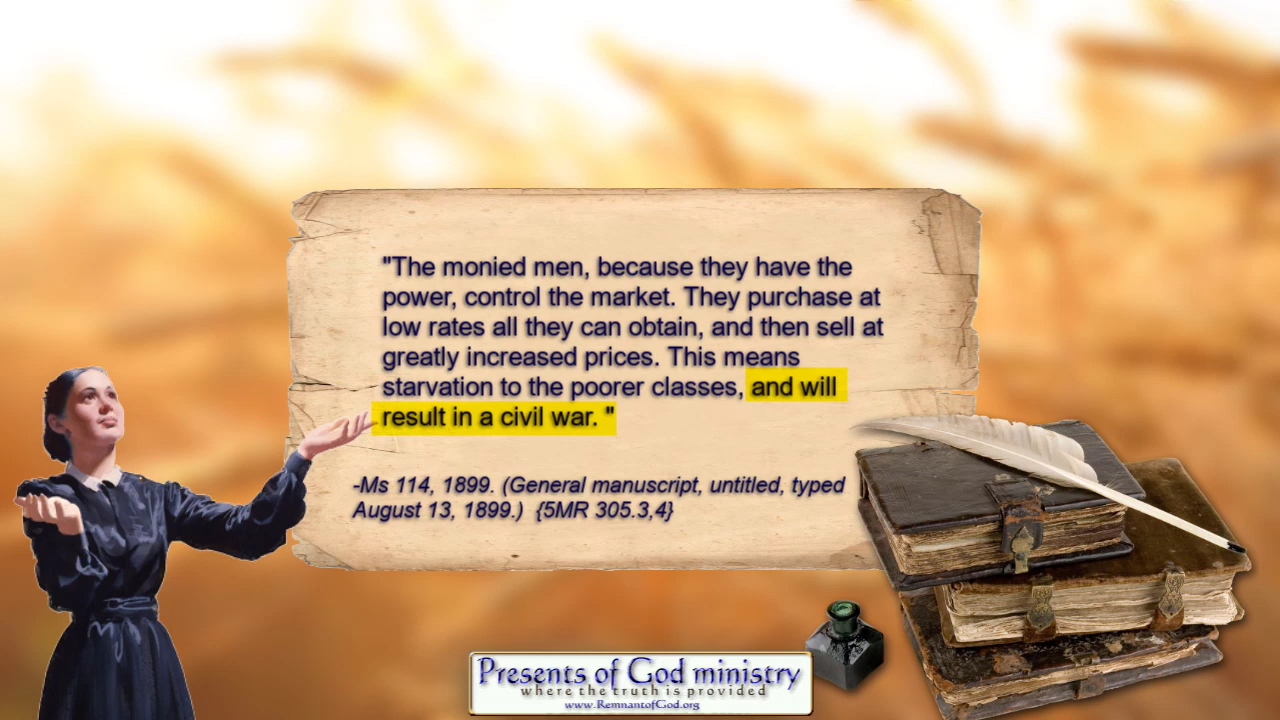 "The monied men, because they have the
power, control the market. They purchase at
low rates all they can obtain, and then sell at
greatly increased prices. This means
starvation to the poorer classes, and will
result in a civil war. "
-Ms 114, 1899. (General manuscript, untitled, typed
August 13, 1899.)  {5MR 305.3,4}
Presents of God ministry
where the truth is provided
www.RemnantofGod.org